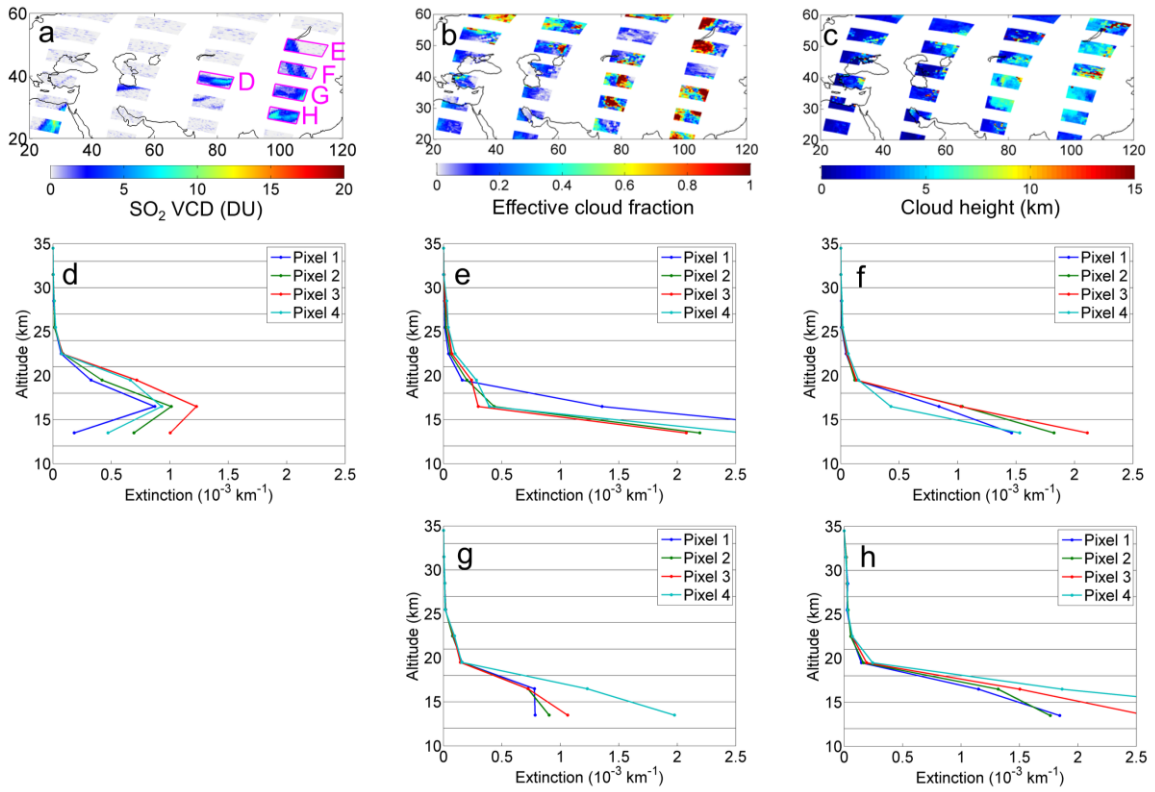 a
b
c
E
F
D
G
H
60
50
40
30
20
20 40 60 80 100 120
0 5 10 15 20
SO₂ VCD (DU)
60
50
40
30
20
20 40 60 80 100 120
0 0.2 0.4 0.6 0.8 1
Effective cloud fraction
60
50
40
30
20
20 40 60 80 100 120
0 5 10 15
Cloud height (km)
d
Pixel 1
Pixel 2
Pixel 3
Pixel 4
35
30
25
20
15
10
Altitude (km)
0 0.5 1 1.5 2 2.5
Extinction (10⁻³ km⁻¹)
e
Pixel 1
Pixel 2
Pixel 3
Pixel 4
35
30
25
20
15
10
Altitude (km)
0 0.5 1 1.5 2 2.5
Extinction (10⁻³ km⁻¹)
f
Pixel 1
Pixel 2
Pixel 3
Pixel 4
35
30
25
20
15
10
Altitude (km)
0 0.5 1 1.5 2 2.5
Extinction (10⁻³ km⁻¹)
g
Pixel 1
Pixel 2
Pixel 3
Pixel 4
35
30
25
20
15
10
Altitude (km)
0 0.5 1 1.5 2 2.5
Extinction (10⁻³ km⁻¹)
h
Pixel 1
Pixel 2
Pixel 3
Pixel 4
35
30
25
20
15
10
Altitude (km)
0 0.5 1 1.5 2 2.5
Extinction (10⁻³ km⁻¹)